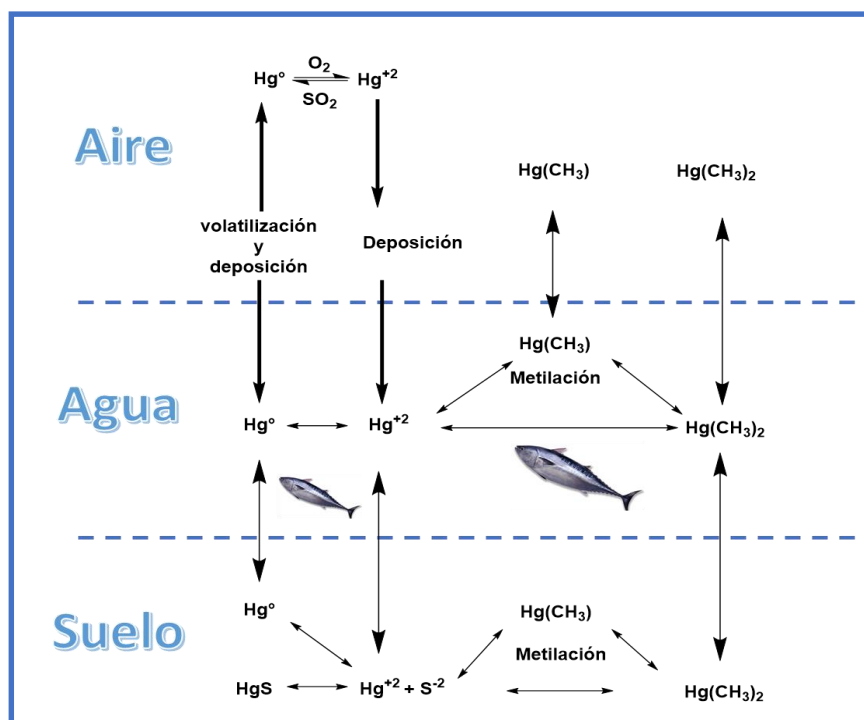 O₂
Hg° Hg⁺²
SO₂
Aire
Hg(CH₃) Hg(CH₃)₂
volatilización
y
deposición
Deposición
Hg(CH₃)
Metilación
Agua
Hg° Hg⁺² Hg(CH₃)₂
Hg°
Hg(CH₃)
Suelo
Metilación
HgS Hg⁺² + S⁻² Hg(CH₃)₂